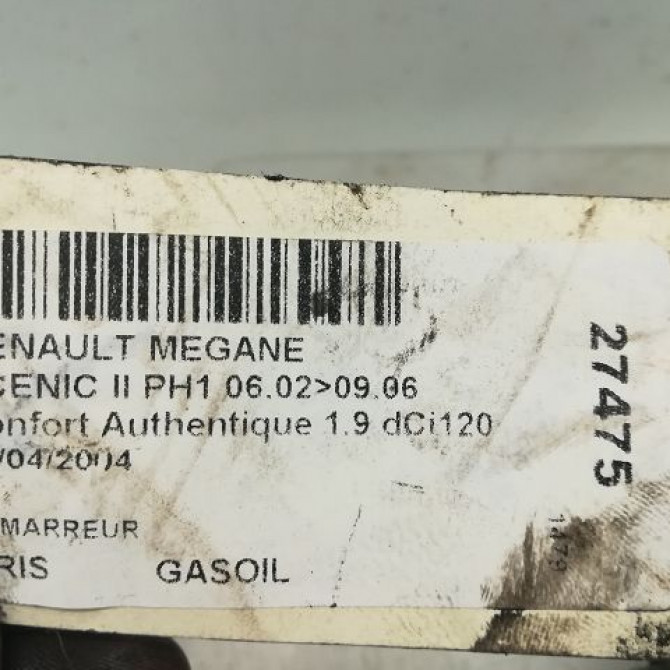 ENAULT MEGANE
CENIC II PH1 06.02>09.06
onfort Authentique 1.9 dCi120
/04/2004
MARREUR
RIS GASOIL
27475
1479